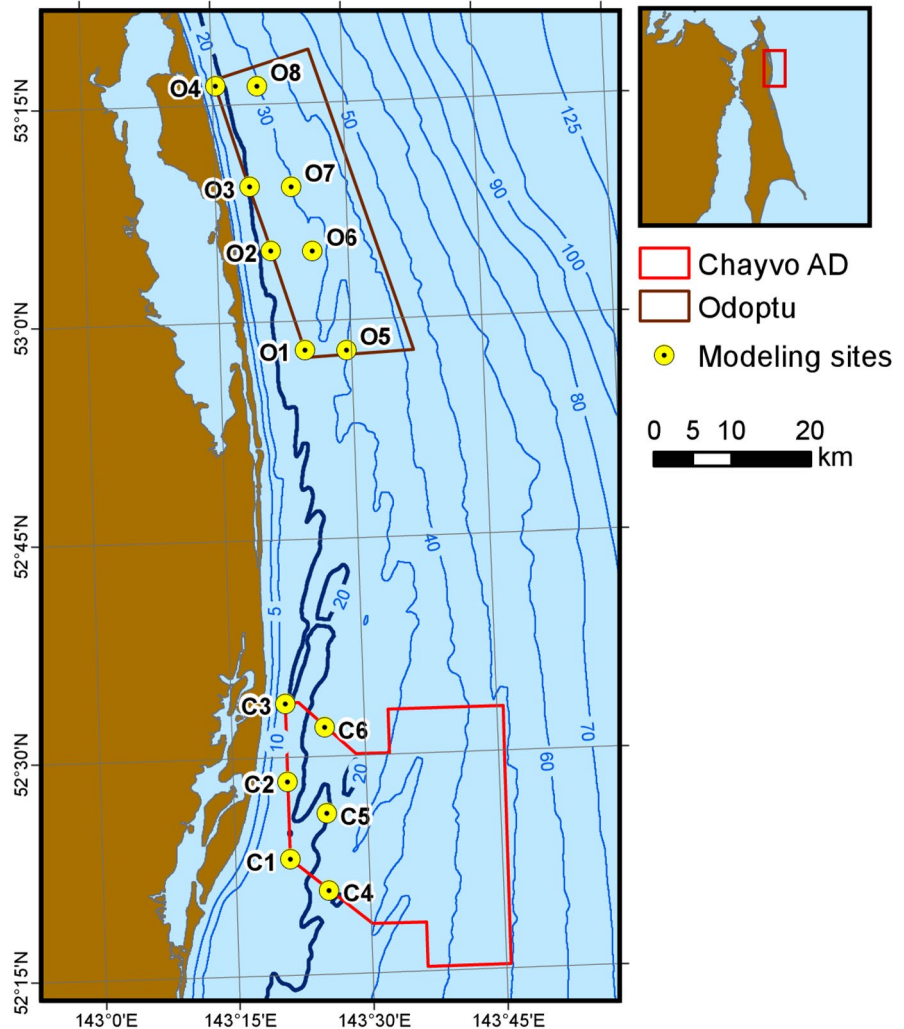 20
O4
O8
30
50
125
53°15'N
O3
O7
90
O2
O6
100
53°0'N
O1
O5
80
52°45'N
40
5
20
C3
C6
10
70
52°30'N
60
C2
20
C5
C1
C4
52°15'N
143°0'E
143°15'E
143°30'E
143°45'E
Chayvo AD
Odoptu
Modeling sites
0 5 10 20
km